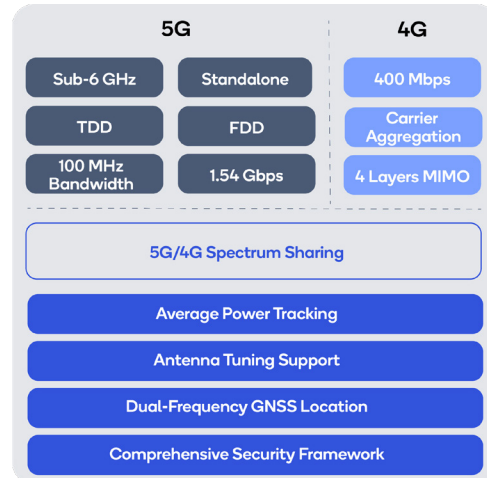 5G
4G
Sub-6 GHz
Standalone
400 Mbps
TDD
FDD
Carrier
Aggregation
100 MHz
Bandwidth
1.54 Gbps
4 Layers MIMO
5G/4G Spectrum Sharing
Average Power Tracking
Antenna Tuning Support
Dual-Frequency GNSS Location
Comprehensive Security Framework